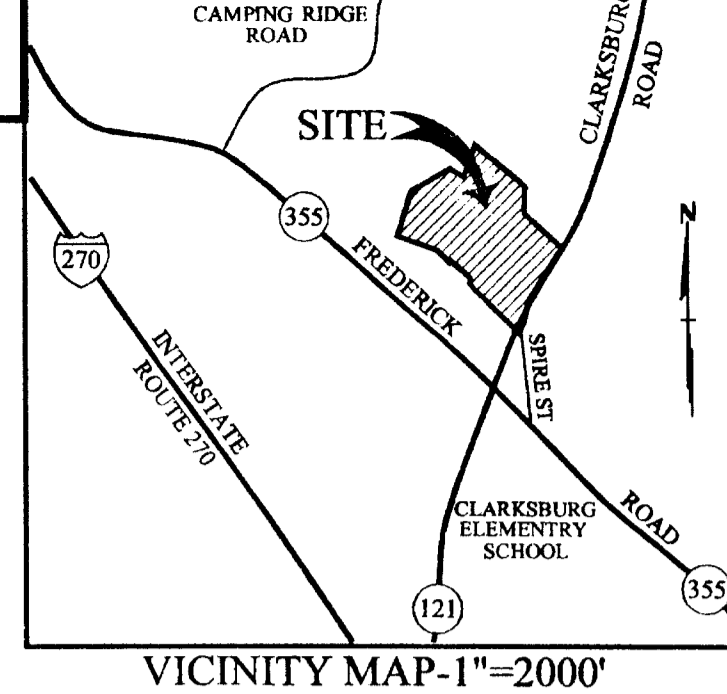 CAMPING RIDGE
ROAD
CLARKSBURG
ROAD
SITE
N
355
FREDERICK
270
INTERSTATE
ROUTE 270
SPIRE ST
CLARKSBURG
ELEMENTRY
SCHOOL
ROAD
355
121
VICINITY MAP-1"=2000'